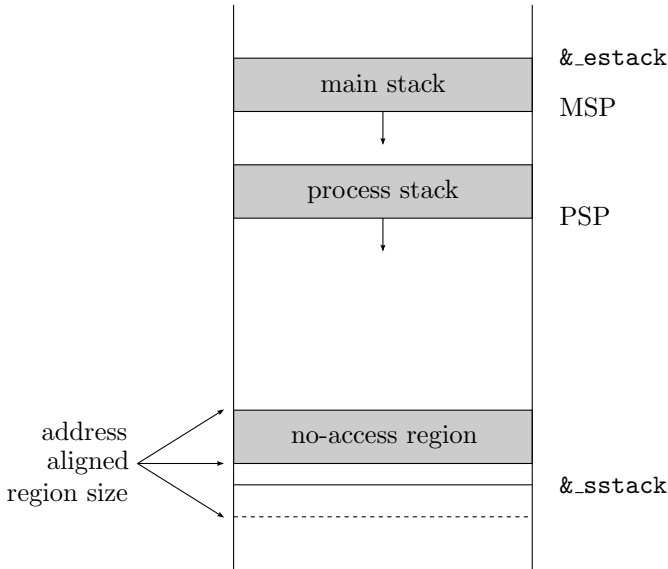 &_estack
main stack
MSP
process stack
PSP
address
aligned
region size
no-access region
&_sstack